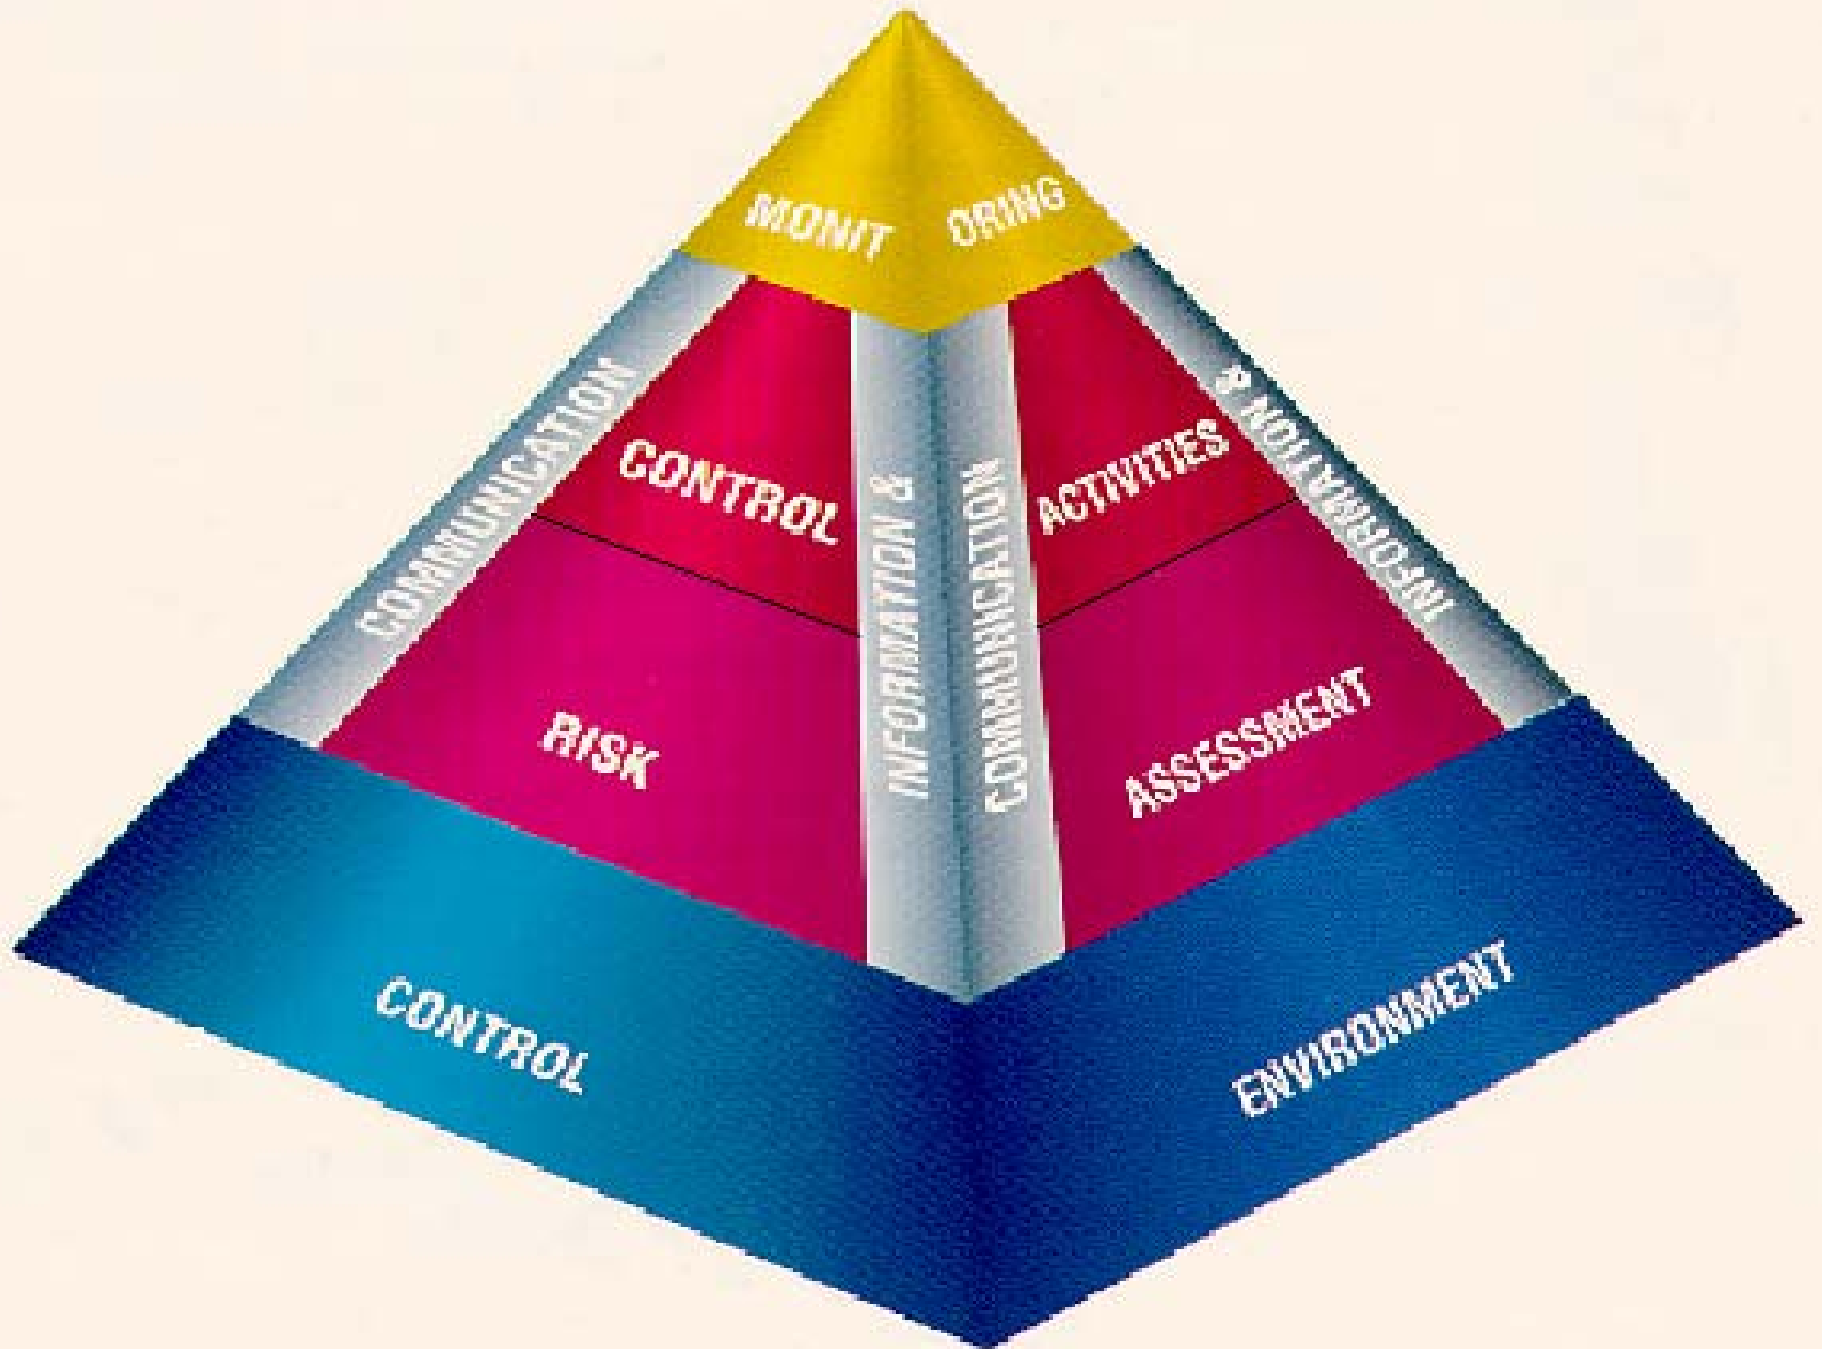 MONIT ORING
COMMUNICATION
CONTROL
INFORMATION &
COMMUNICATION
ACTIVITIES
INFORMATION &
RISK
ASSESSMENT
CONTROL
ENVIRONMENT